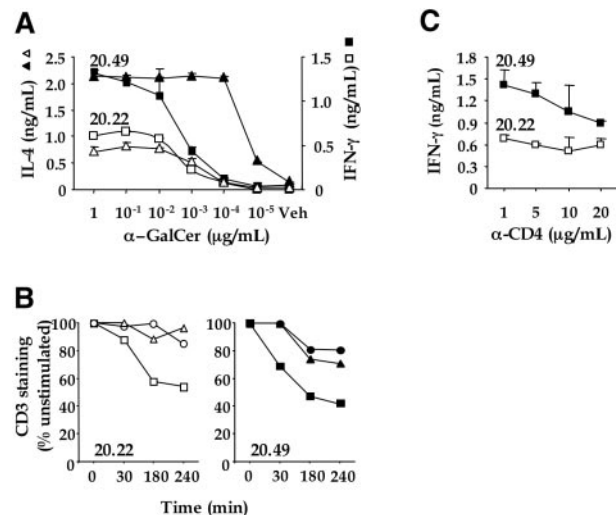 A
▲ △
■ □
IL-4 (ng/mL)
2.5
2.0
1.5
1.0
0.5
0
20.49
20.22
1.5
1.0
0.5
0
IFN-γ (ng/mL)
1 10⁻¹ 10⁻² 10⁻³ 10⁻⁴ 10⁻⁵ Veh
α–GalCer (μg/mL)
C
IFN-γ (ng/mL)
1.8
1.5
1.2
0.9
0.6
0.3
0
20.49
20.22
1 5 10 20
α-CD4 (μg/mL)
B
CD3 staining
(% unstimulated)
100
80
60
40
20
0
20.22
0 30 180 240
100
80
60
40
20
0
20.49
0 30 180 240
Time (min)